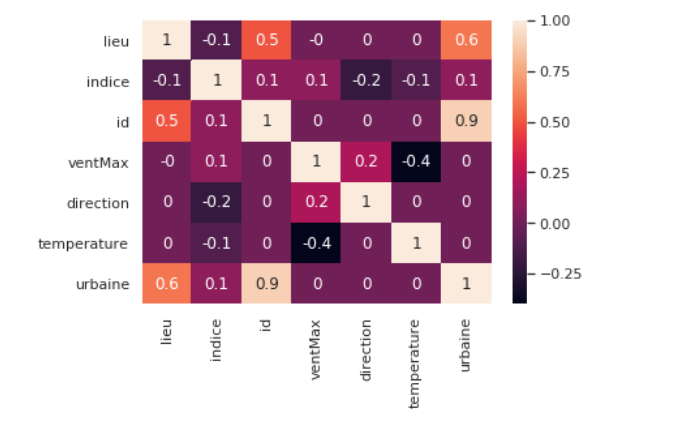 lieu 1 -0.1 0.5 -0 0 0 0.6
indice -0.1 1 0.1 0.1 -0.2 -0.1 0.1
id 0.5 0.1 1 0 0 0 0.9
ventMax -0 0.1 0 1 0.2 -0.4 0
direction 0 -0.2 0 0.2 1 0 0
temperature 0 -0.1 0 -0.4 0 1 0
urbaine 0.6 0.1 0.9 0 0 0 1
lieu
indice
id
ventMax
direction
temperature
urbaine
1.00
0.75
0.50
0.25
0.00
−0.25